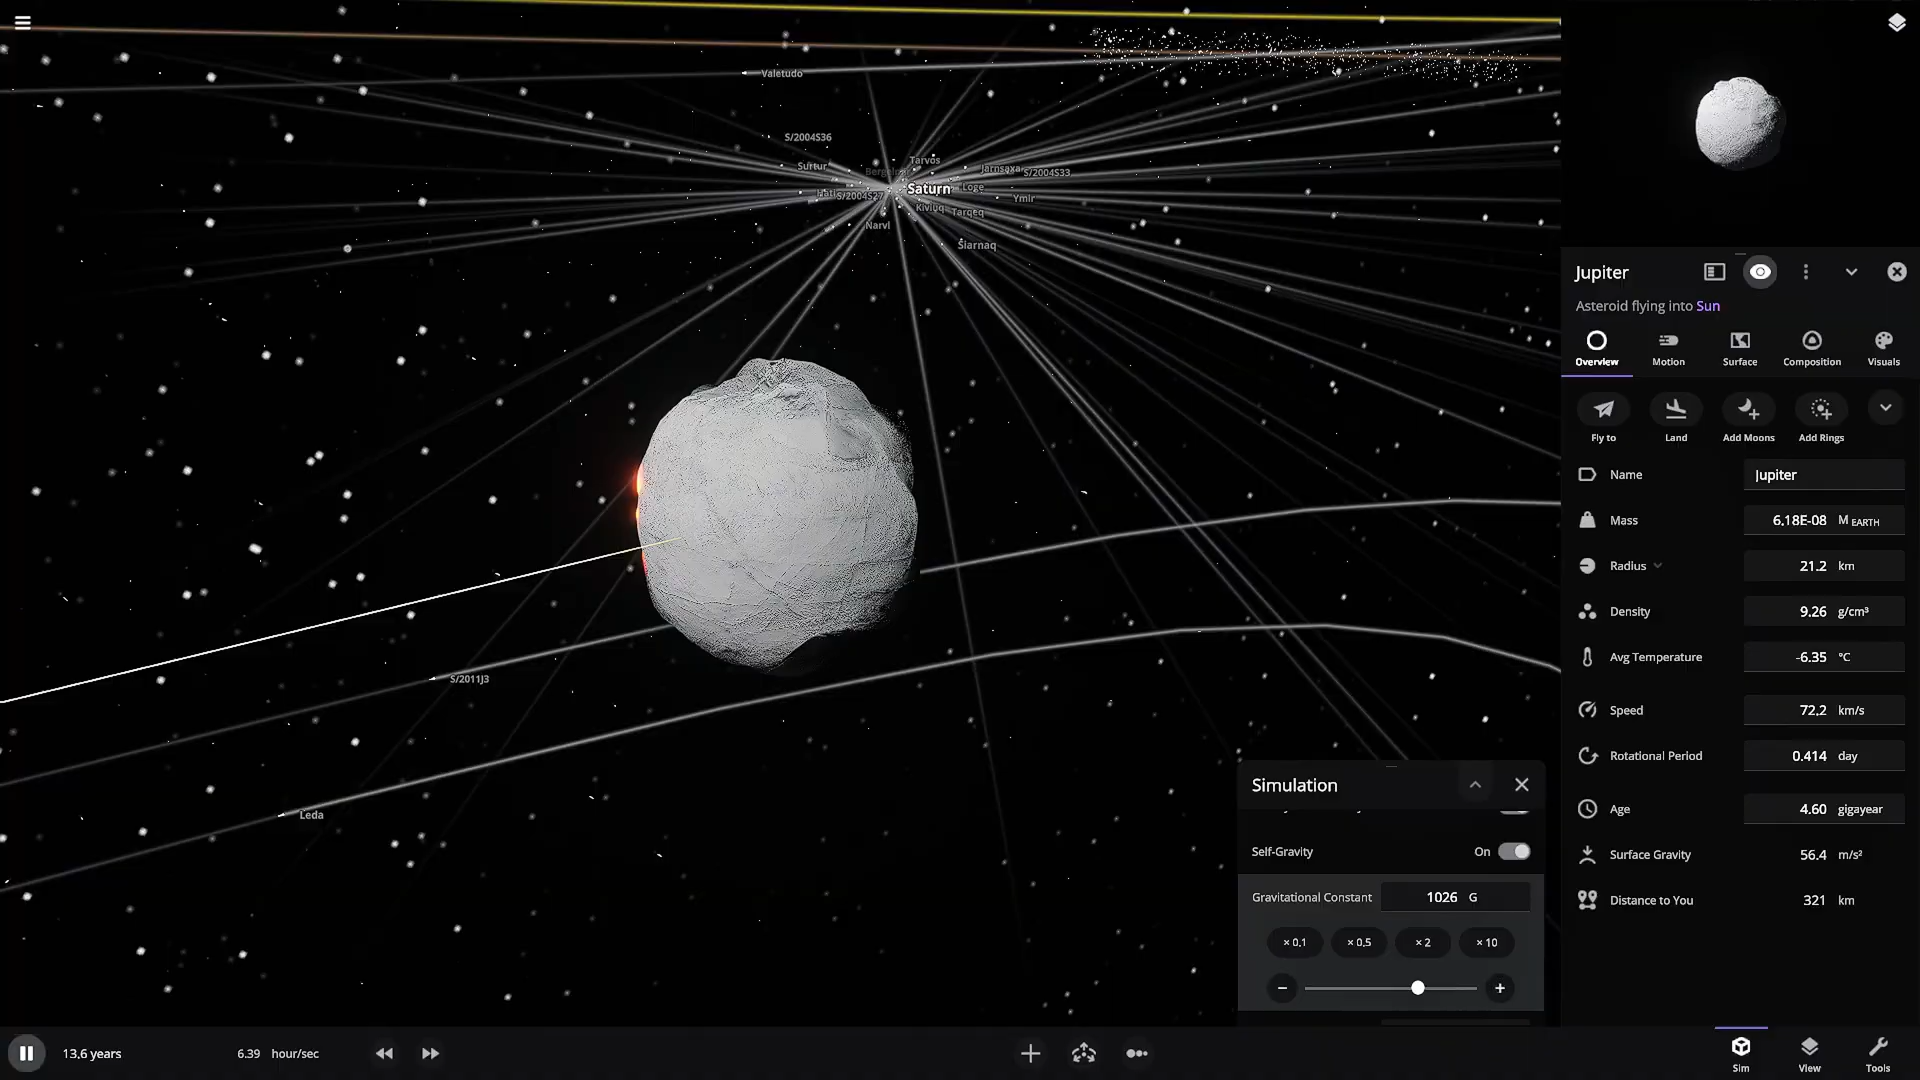 Valetudo
S/2004S36
Tarvos
Surtur
Jarnsaxa
S/2004S33
Saturn
Loge
Hati
S/2004S27
Ymir
Kiviuq
Tarqeq
Narvi
Siarnaq
S/2011J3
Leda
Jupiter
Asteroid flying into Sun
Overview
Motion
Surface
Composition
Visuals
Fly to
Land
Add Moons
Add Rings
Name Jupiter
Mass 6.18E-08 M EARTH
Radius 21.2 km
Density 9.26 g/cm³
Avg Temperature -6.35 °C
Speed 72.2 km/s
Rotational Period 0.414 day
Age 4.60 gigayear
Surface Gravity 56.4 m/s²
Distance to You 321 km
Simulation
Self-Gravity On
Gravitational Constant 1026 G
× 0.1
× 0.5
× 2
× 10
13.6 years
6.39 hour/sec
Sim
View
Tools